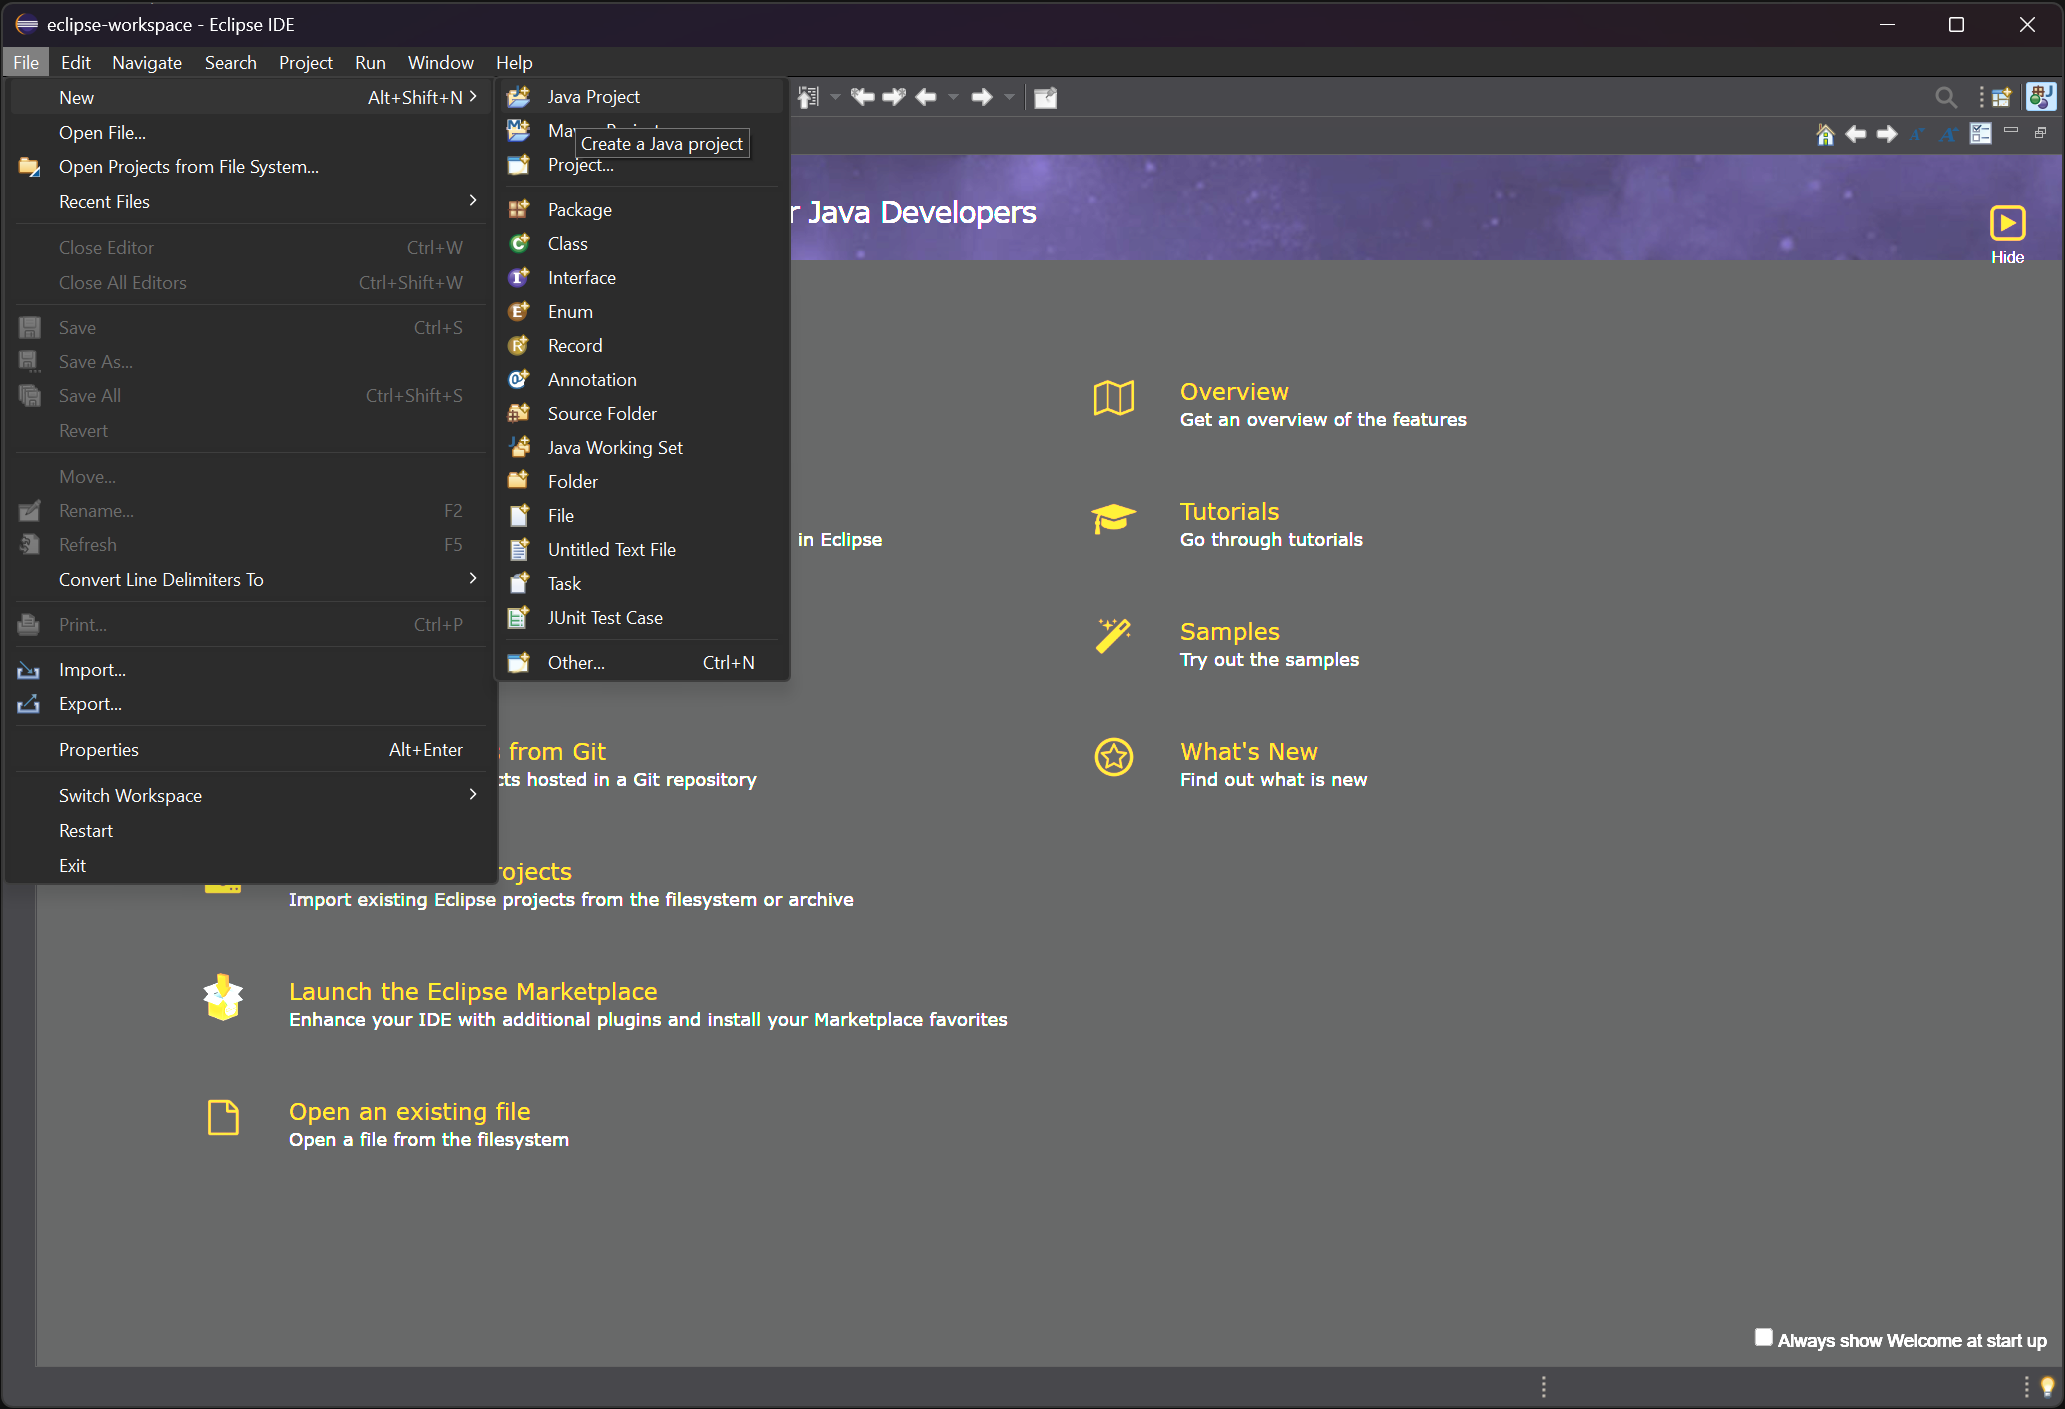 eclipse-workspace - Eclipse IDE
File Edit Navigate Search Project Run Window Help
New Alt+Shift+N
Open File...
Open Projects from File System...
Recent Files
Close Editor Ctrl+W
Close All Editors Ctrl+Shift+W
Save Ctrl+S
Save As...
Save All Ctrl+Shift+S
Revert
Move...
Rename... F2
Refresh F5
Convert Line Delimiters To
Print... Ctrl+P
Import...
Export...
Properties Alt+Enter
Switch Workspace
Restart
Exit
Java Project
Create a Java project
Project...
Package
Class
Interface
Enum
Record
Annotation
Source Folder
Java Working Set
Folder
File
Untitled Text File
Task
JUnit Test Case
Other... Ctrl+N
r Java Developers
Hide
in Eclipse
from Git
cts hosted in a Git repository
rojects
Import existing Eclipse projects from the filesystem or archive
Launch the Eclipse Marketplace
Enhance your IDE with additional plugins and install your Marketplace favorites
Open an existing file
Open a file from the filesystem
Overview
Get an overview of the features
Tutorials
Go through tutorials
Samples
Try out the samples
What's New
Find out what is new
Always show Welcome at start up